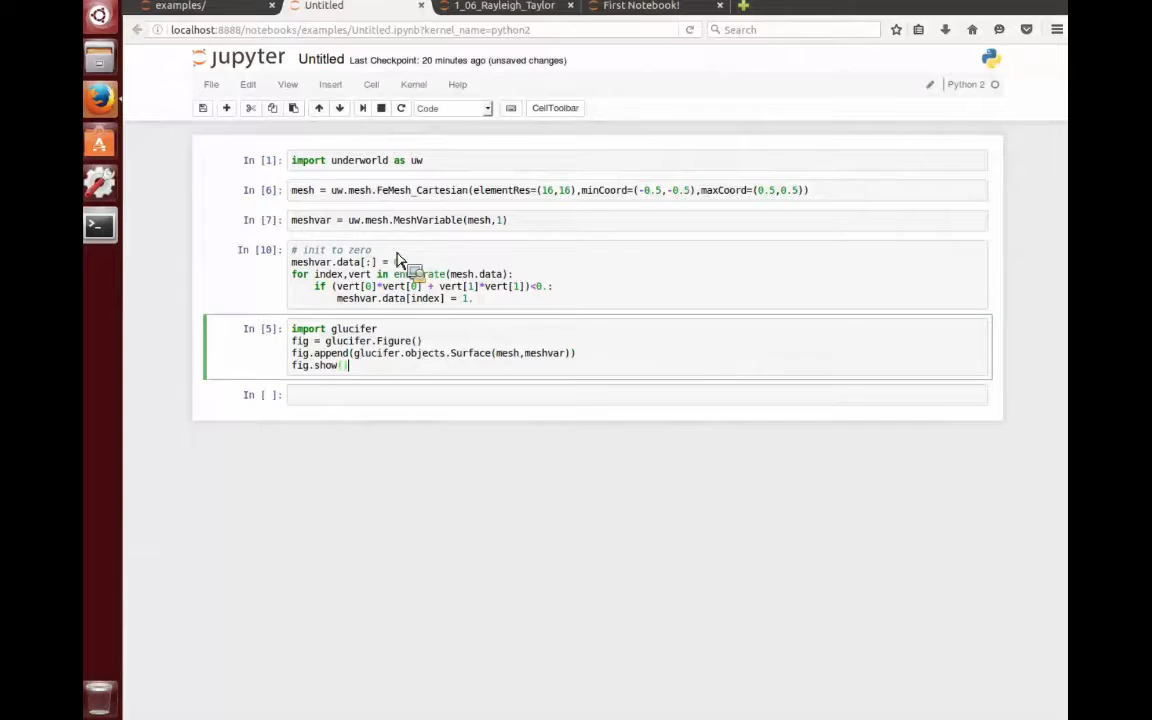 examples/
Untitled
1_06_Rayleigh_Taylor
First Notebook!
localhost:8888/notebooks/examples/Untitled.ipynb?kernel_name=python2
Search
jupyter
Untitled Last Checkpoint: 20 minutes ago (unsaved changes)
File Edit View Insert Cell Kernel Help
Python 2
Code
CellToolbar
In [1]: import underworld as uw
In [6]: mesh = uw.mesh.FeMesh_Cartesian(elementRes=(16,16),minCoord=(-0.5,-0.5),maxCoord=(0.5,0.5))
In [7]: meshvar = uw.mesh.MeshVariable(mesh,1)
In [10]: # init to zero
meshvar.data[:] =
for index,vert in (mesh.data):
if (vert[0]*vert[0] + vert[1]*vert[1])<0.:
meshvar.data[index] = 1.
In [5]: import glucifer
fig = glucifer.Figure()
fig.append(glucifer.objects.Surface(mesh,meshvar))
fig.show()
In [ ]: